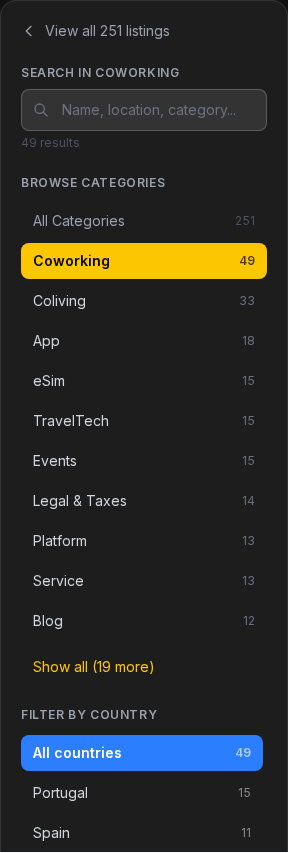 View all 251 listings
SEARCH IN COWORKING
Name, location, category...
49 results
BROWSE CATEGORIES
All Categories 251
Coworking 49
Coliving 33
App 18
eSim 15
TravelTech 15
Events 15
Legal & Taxes 14
Platform 13
Service 13
Blog 12
Show all (19 more)
FILTER BY COUNTRY
All countries 49
Portugal 15
Spain 11